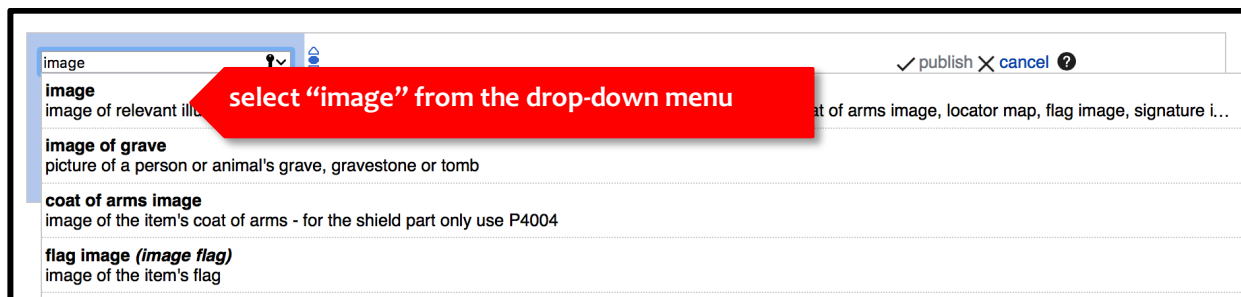 image
publish cancel ?
select “image” from the drop-down menu
image
image of relevant illu at of arms image, locator map, flag image, signature i...
image of grave
picture of a person or animal's grave, gravestone or tomb
coat of arms image
image of the item's coat of arms - for the shield part only use P4004
flag image (image flag)
image of the item's flag